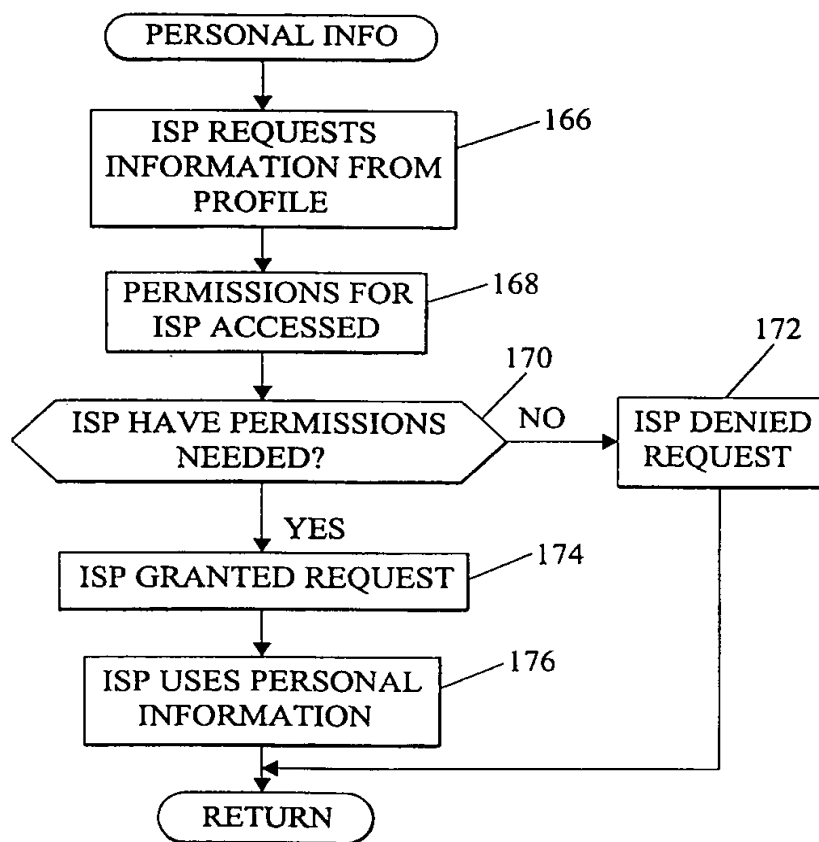 PERSONAL INFO
ISP REQUESTS
INFORMATION FROM
PROFILE
166
PERMISSIONS FOR
ISP ACCESSED
168
ISP HAVE PERMISSIONS
NEEDED?
170
NO
172
ISP DENIED
REQUEST
YES
ISP GRANTED REQUEST
174
ISP USES PERSONAL
INFORMATION
176
RETURN